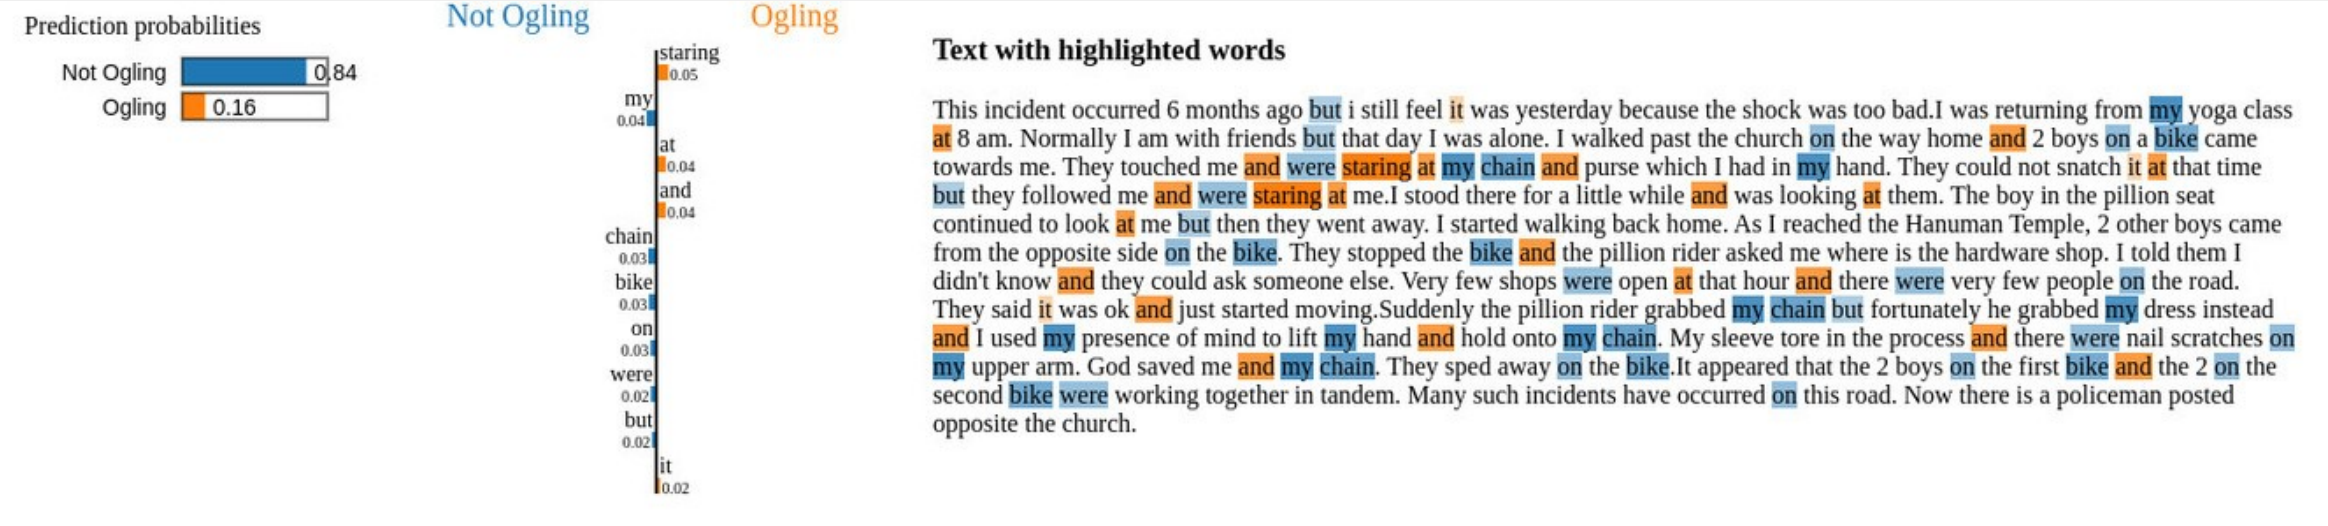 Prediction probabilities
Not Ogling 0.84
Ogling 0.16
Not Ogling Ogling
staring
0.05
my
0.04
at
0.04
and
0.04
chain
0.03
bike
0.03
on
0.03
were
0.02
but
0.02
it
0.02
Text with highlighted words
This incident occurred 6 months ago but i still feel it was yesterday because the shock was too bad.I was returning from my yoga class
at 8 am. Normally I am with friends but that day I was alone. I walked past the church on the way home and 2 boys on a bike came
towards me. They touched me and were staring at my chain and purse which I had in my hand. They could not snatch it at that time
but they followed me and were staring at me.I stood there for a little while and was looking at them. The boy in the pillion seat
continued to look at me but then they went away. I started walking back home. As I reached the Hanuman Temple, 2 other boys came
from the opposite side on the bike. They stopped the bike and the pillion rider asked me where is the hardware shop. I told them I
didn't know and they could ask someone else. Very few shops were open at that hour and there were very few people on the road.
They said it was ok and just started moving.Suddenly the pillion rider grabbed my chain but fortunately he grabbed my dress instead
and I used my presence of mind to lift my hand and hold onto my chain. My sleeve tore in the process and there were nail scratches on
my upper arm. God saved me and my chain. They sped away on the bike.It appeared that the 2 boys on the first bike and the 2 on the
second bike were working together in tandem. Many such incidents have occurred on this road. Now there is a policeman posted
opposite the church.